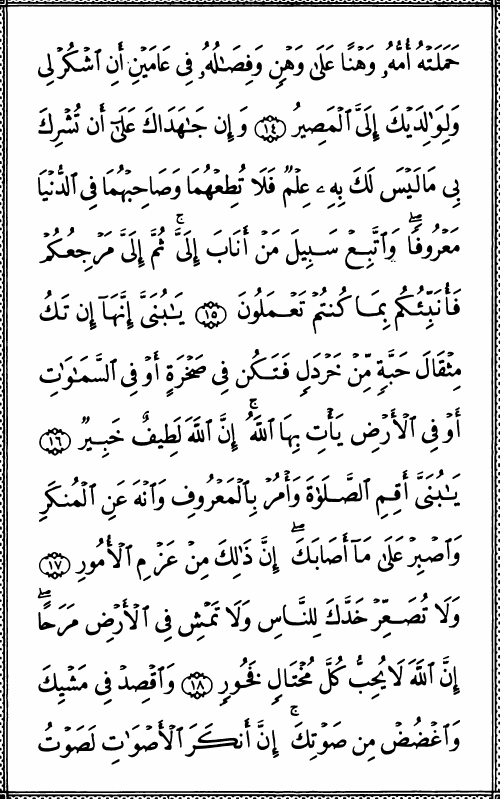 حَمَلَتْهُ أُمُّهُۥ وَهْنًا عَلَىٰ وَهْنٍ وَفِصَـٰلُهُۥ فِى عَامَيْنِ أَنِ ٱشْكُرْ لِى
وَلِوَٰلِدَيْكَ إِلَىَّ ٱلْمَصِيرُ ١٤ وَإِن جَـٰهَدَاكَ عَلَىٰٓ أَن تُشْرِكَ
بِى مَا لَيْسَ لَكَ بِهِۦ عِلْمٌ فَلَا تُطِعْهُمَا وَصَاحِبْهُمَا فِى ٱلدُّنْيَا
مَعْرُوفًا ۖ وَٱتَّبِعْ سَبِيلَ مَنْ أَنَابَ إِلَىَّ ۚ ثُمَّ إِلَىَّ مَرْجِعُكُمْ
فَأُنَبِّئُكُم بِمَا كُنتُمْ تَعْمَلُونَ ١٥ يَـٰبُنَىَّ إِنَّهَآ إِن تَكُ
مِثْقَالَ حَبَّةٍ مِّنْ خَرْدَلٍ فَتَكُن فِى صَخْرَةٍ أَوْ فِى ٱلسَّمَـٰوَٰتِ
أَوْ فِى ٱلْأَرْضِ يَأْتِ بِهَا ٱللَّهُ ۚ إِنَّ ٱللَّهَ لَطِيفٌ خَبِيرٌ ١٦
يَـٰبُنَىَّ أَقِمِ ٱلصَّلَوٰةَ وَأْمُرْ بِٱلْمَعْرُوفِ وَٱنْهَ عَنِ ٱلْمُنكَرِ
وَٱصْبِرْ عَلَىٰ مَآ أَصَابَكَ ۖ إِنَّ ذَٰلِكَ مِنْ عَزْمِ ٱلْأُمُورِ ١٧
وَلَا تُصَعِّرْ خَدَّكَ لِلنَّاسِ وَلَا تَمْشِ فِى ٱلْأَرْضِ مَرَحًا ۖ
إِنَّ ٱللَّهَ لَا يُحِبُّ كُلَّ مُخْتَالٍ فَخُورٍ ١٨ وَٱقْصِدْ فِى مَشْيِكَ
وَٱغْضُضْ مِن صَوْتِكَ ۚ إِنَّ أَنكَرَ ٱلْأَصْوَٰتِ لَصَوْتُ